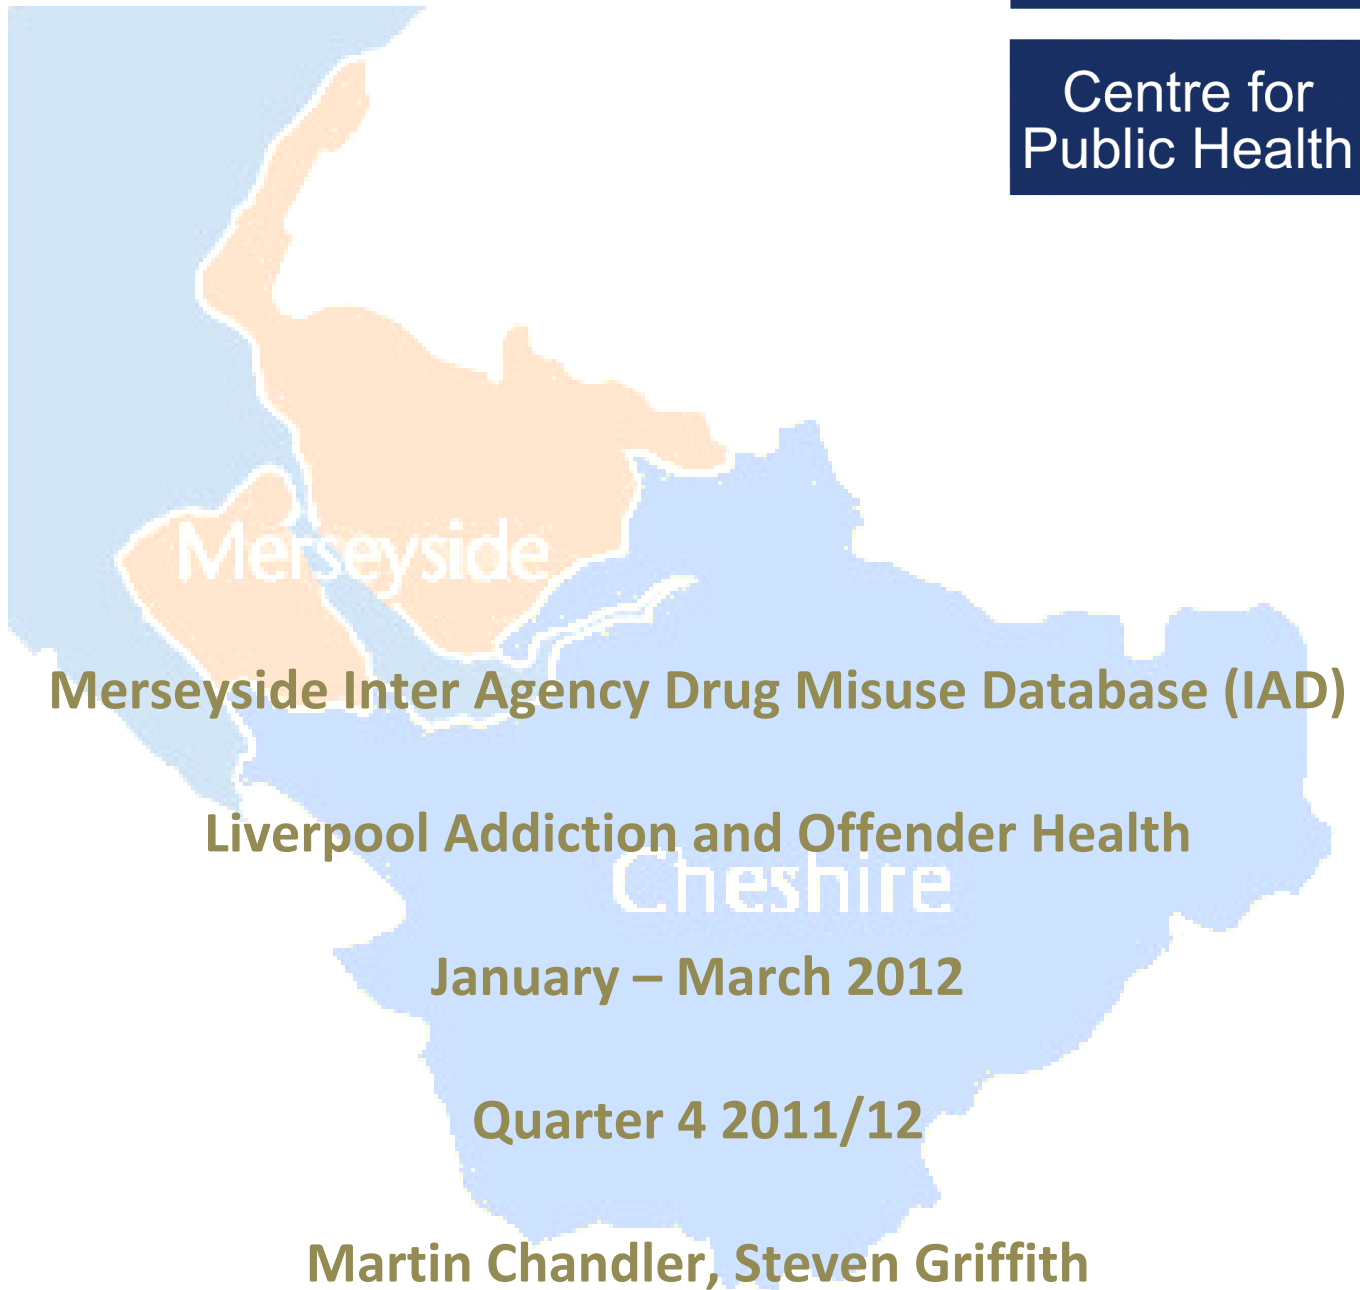 Centre for
Public Health
Merseyside
Merseyside Inter Agency Drug Misuse Database (IAD)
Liverpool Addiction and Offender Health
Cheshire
January – March 2012
Quarter 4 2011/12
Martin Chandler, Steven Griffith